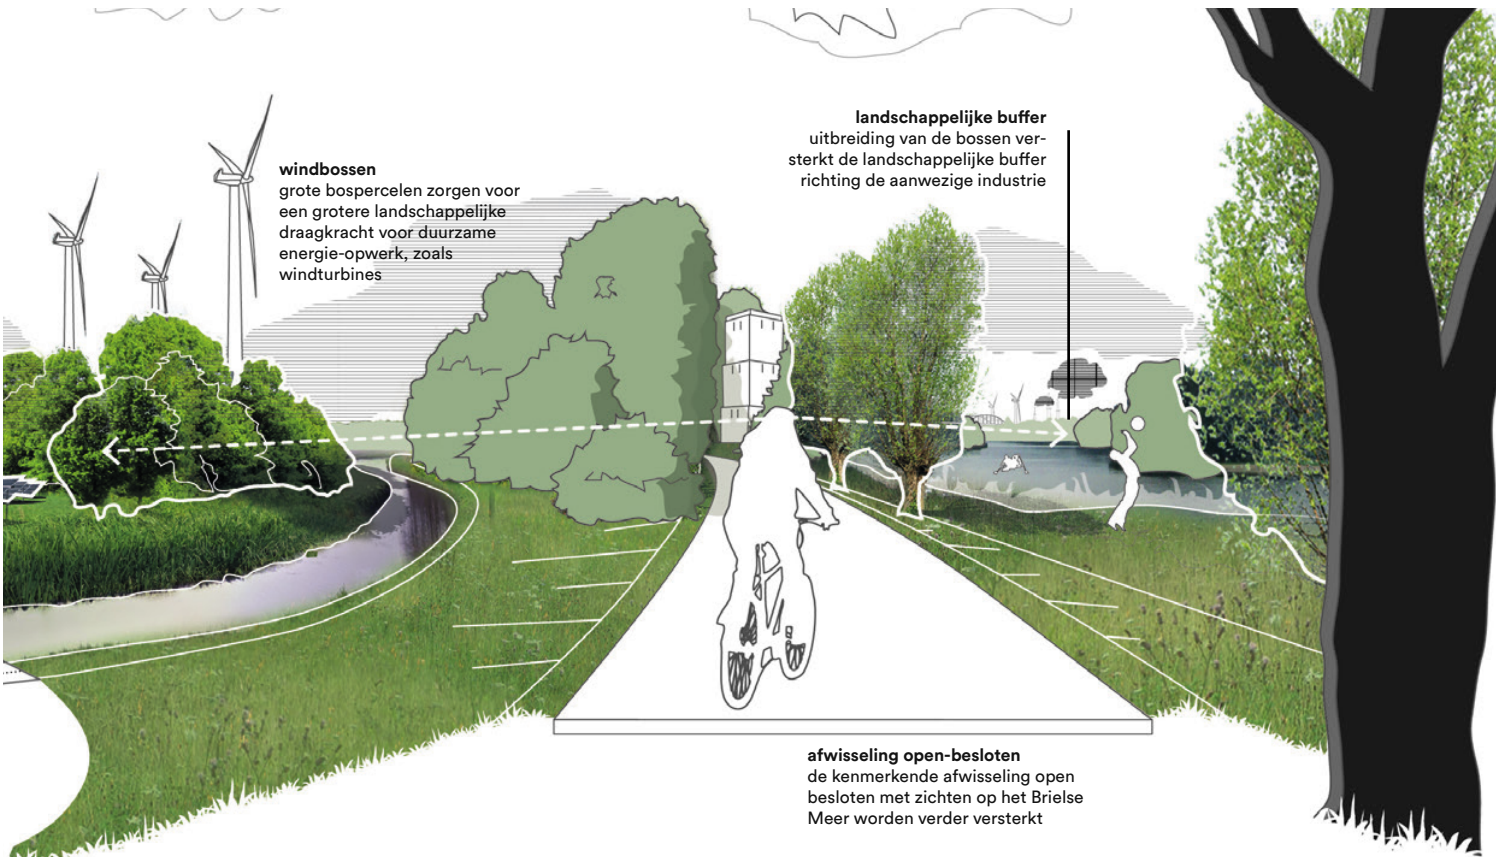 windbossen
grote bospercelen zorgen voor
een grotere landschappelijke
draagkracht voor duurzame
energie-opwerk, zoals
windturbines
landschappelijke buffer
uitbreiding van de bossen ver-
sterkt de landschappelijke buffer
richting de aanwezige industrie
afwisseling open-besloten
de kenmerkende afwisseling open
besloten met zichten op het Brielse
Meer worden verder versterkt